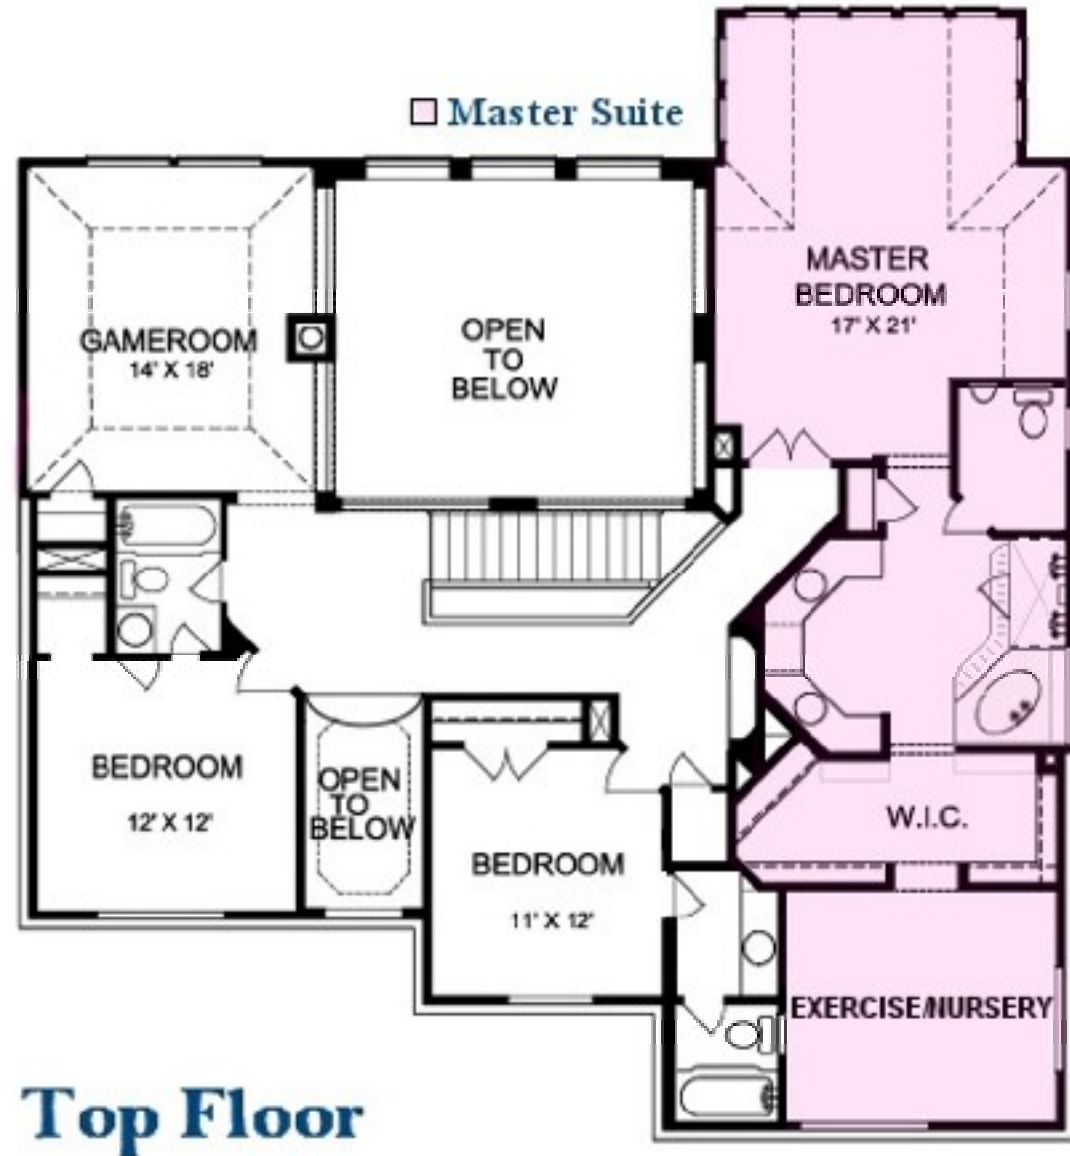 Master Suite
MASTER
BEDROOM
17' X 21'
GAMEROOM
14' X 18'
OPEN
TO
BELOW
BEDROOM
12' X 12'
OPEN
TO
BELOW
BEDROOM
11' X 12'
W.I.C.
EXERCISE/NURSERY
Top Floor